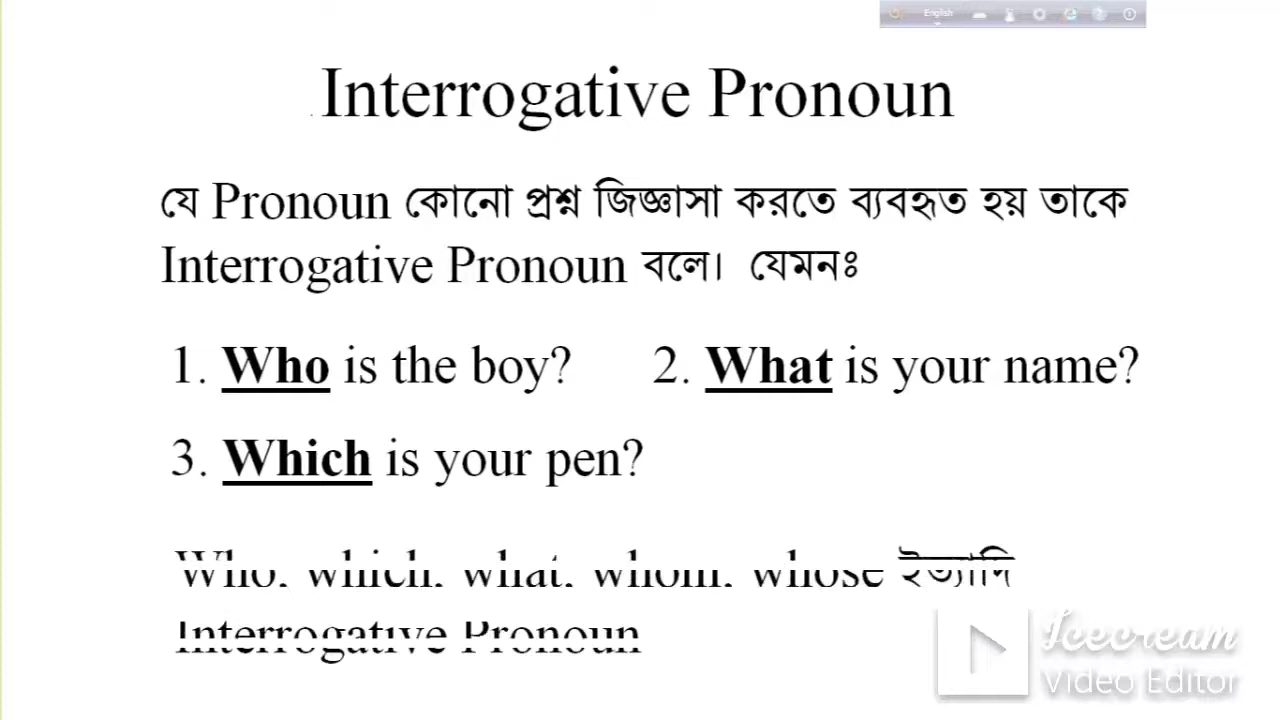 English
Interrogative Pronoun
যে Pronoun কোনো প্রশ্ন জিজ্ঞাসা করতে ব্যবহৃত হয় তাকে
Interrogative Pronoun বলে। যেমনঃ
1. Who is the boy? 2. What is your name?
3. Which is your pen?
Who, which, what, whom, whose ইত্যাদি
Interrogative Pronoun
Icecream
Video Editor